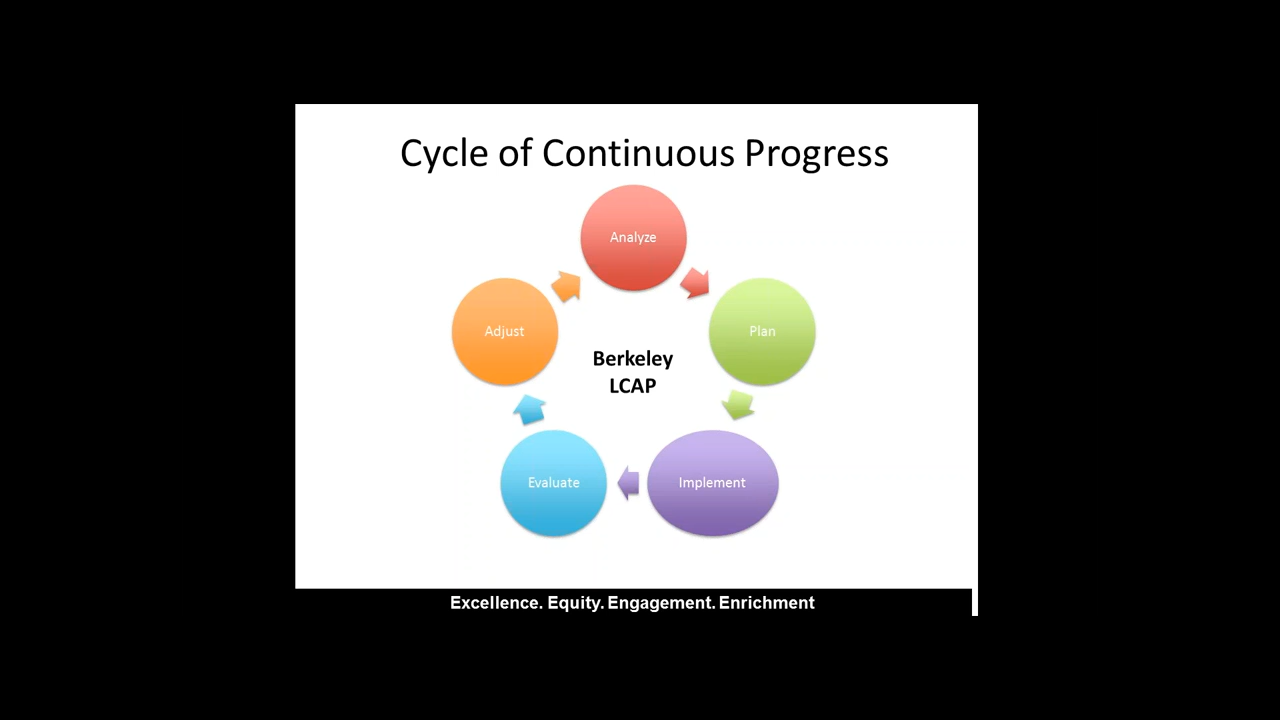 Cycle of Continuous Progress
Analyze
Plan
Implement
Evaluate
Adjust
Berkeley
LCAP
Excellence. Equity. Engagement. Enrichment